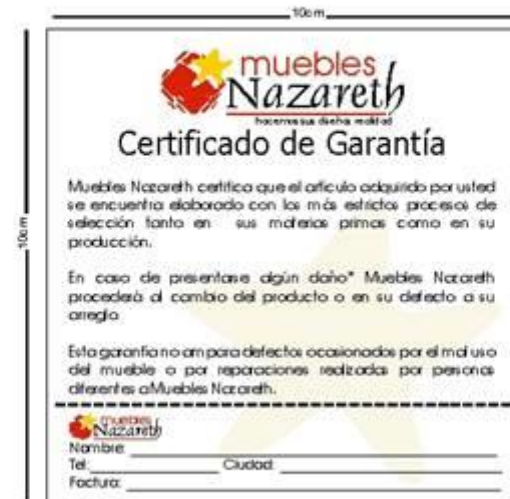 10cm
10cm
muebles
Nazareth
hacemos sus diseños realidad
Certificado de Garantía
Muebles Nazareth certifica que el artículo adquirido por usted
se encuentra elaborado con los más estrictos procesos de
selección tanto en sus materias primas como en su
producción.
En caso de presentarse algún daño* Muebles Nazareth
procederá al cambio del producto o en su defecto a su
arreglo.
Esta garantía no ampara defectos ocasionados por el mal uso
del mueble o por reparaciones realizadas por personas
diferentes a Muebles Nazareth.
muebles
Nazareth
Nombre:
Tel: Ciudad:
Factura: